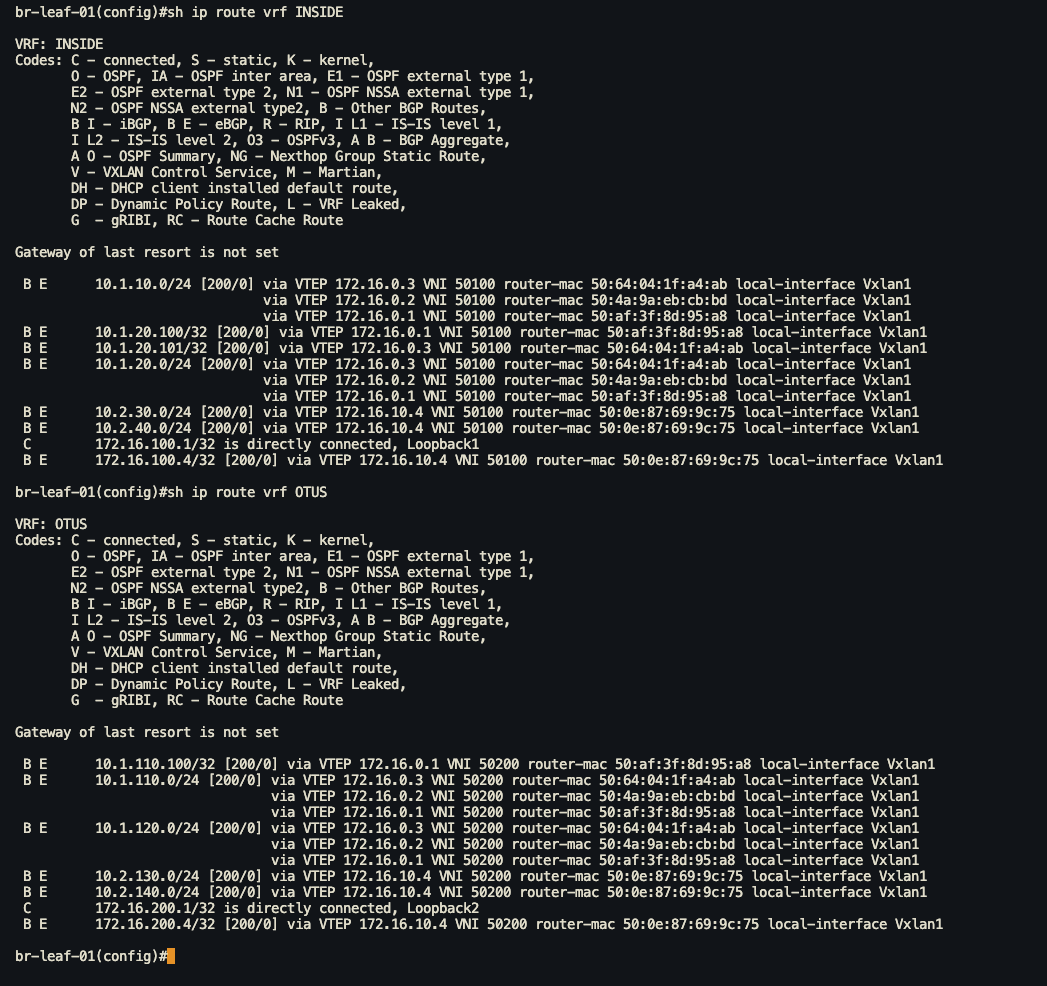 br-leaf-01(config)#sh ip route vrf INSIDE

VRF: INSIDE
Codes: C - connected, S - static, K - kernel,
       O - OSPF, IA - OSPF inter area, E1 - OSPF external type 1,
       E2 - OSPF external type 2, N1 - OSPF NSSA external type 1,
       N2 - OSPF NSSA external type2, B - Other BGP Routes,
       B I - iBGP, B E - eBGP, R - RIP, I L1 - IS-IS level 1,
       I L2 - IS-IS level 2, O3 - OSPFv3, A B - BGP Aggregate,
       A O - OSPF Summary, NG - Nexthop Group Static Route,
       V - VXLAN Control Service, M - Martian,
       DH - DHCP client installed default route,
       DP - Dynamic Policy Route, L - VRF Leaked,
       G  - gRIBI, RC - Route Cache Route

Gateway of last resort is not set

 B E      10.1.10.0/24 [200/0] via VTEP 172.16.0.3 VNI 50100 router-mac 50:64:04:1f:a4:ab local-interface Vxlan1
                               via VTEP 172.16.0.2 VNI 50100 router-mac 50:4a:9a:eb:cb:bd local-interface Vxlan1
                               via VTEP 172.16.0.1 VNI 50100 router-mac 50:af:3f:8d:95:a8 local-interface Vxlan1
 B E      10.1.20.100/32 [200/0] via VTEP 172.16.0.1 VNI 50100 router-mac 50:af:3f:8d:95:a8 local-interface Vxlan1
 B E      10.1.20.101/32 [200/0] via VTEP 172.16.0.3 VNI 50100 router-mac 50:64:04:1f:a4:ab local-interface Vxlan1
 B E      10.1.20.0/24 [200/0] via VTEP 172.16.0.3 VNI 50100 router-mac 50:64:04:1f:a4:ab local-interface Vxlan1
                               via VTEP 172.16.0.2 VNI 50100 router-mac 50:4a:9a:eb:cb:bd local-interface Vxlan1
                               via VTEP 172.16.0.1 VNI 50100 router-mac 50:af:3f:8d:95:a8 local-interface Vxlan1
 B E      10.2.30.0/24 [200/0] via VTEP 172.16.10.4 VNI 50100 router-mac 50:0e:87:69:9c:75 local-interface Vxlan1
 B E      10.2.40.0/24 [200/0] via VTEP 172.16.10.4 VNI 50100 router-mac 50:0e:87:69:9c:75 local-interface Vxlan1
 C        172.16.100.1/32 is directly connected, Loopback1
 B E      172.16.100.4/32 [200/0] via VTEP 172.16.10.4 VNI 50100 router-mac 50:0e:87:69:9c:75 local-interface Vxlan1

br-leaf-01(config)#sh ip route vrf OTUS

VRF: OTUS
Codes: C - connected, S - static, K - kernel,
       O - OSPF, IA - OSPF inter area, E1 - OSPF external type 1,
       E2 - OSPF external type 2, N1 - OSPF NSSA external type 1,
       N2 - OSPF NSSA external type2, B - Other BGP Routes,
       B I - iBGP, B E - eBGP, R - RIP, I L1 - IS-IS level 1,
       I L2 - IS-IS level 2, O3 - OSPFv3, A B - BGP Aggregate,
       A O - OSPF Summary, NG - Nexthop Group Static Route,
       V - VXLAN Control Service, M - Martian,
       DH - DHCP client installed default route,
       DP - Dynamic Policy Route, L - VRF Leaked,
       G  - gRIBI, RC - Route Cache Route

Gateway of last resort is not set

 B E      10.1.110.100/32 [200/0] via VTEP 172.16.0.1 VNI 50200 router-mac 50:af:3f:8d:95:a8 local-interface Vxlan1
 B E      10.1.110.0/24 [200/0] via VTEP 172.16.0.3 VNI 50200 router-mac 50:64:04:1f:a4:ab local-interface Vxlan1
                                via VTEP 172.16.0.2 VNI 50200 router-mac 50:4a:9a:eb:cb:bd local-interface Vxlan1
                                via VTEP 172.16.0.1 VNI 50200 router-mac 50:af:3f:8d:95:a8 local-interface Vxlan1
 B E      10.1.120.0/24 [200/0] via VTEP 172.16.0.3 VNI 50200 router-mac 50:64:04:1f:a4:ab local-interface Vxlan1
                                via VTEP 172.16.0.2 VNI 50200 router-mac 50:4a:9a:eb:cb:bd local-interface Vxlan1
                                via VTEP 172.16.0.1 VNI 50200 router-mac 50:af:3f:8d:95:a8 local-interface Vxlan1
 B E      10.2.130.0/24 [200/0] via VTEP 172.16.10.4 VNI 50200 router-mac 50:0e:87:69:9c:75 local-interface Vxlan1
 B E      10.2.140.0/24 [200/0] via VTEP 172.16.10.4 VNI 50200 router-mac 50:0e:87:69:9c:75 local-interface Vxlan1
 C        172.16.200.1/32 is directly connected, Loopback2
 B E      172.16.200.4/32 [200/0] via VTEP 172.16.10.4 VNI 50200 router-mac 50:0e:87:69:9c:75 local-interface Vxlan1

br-leaf-01(config)#